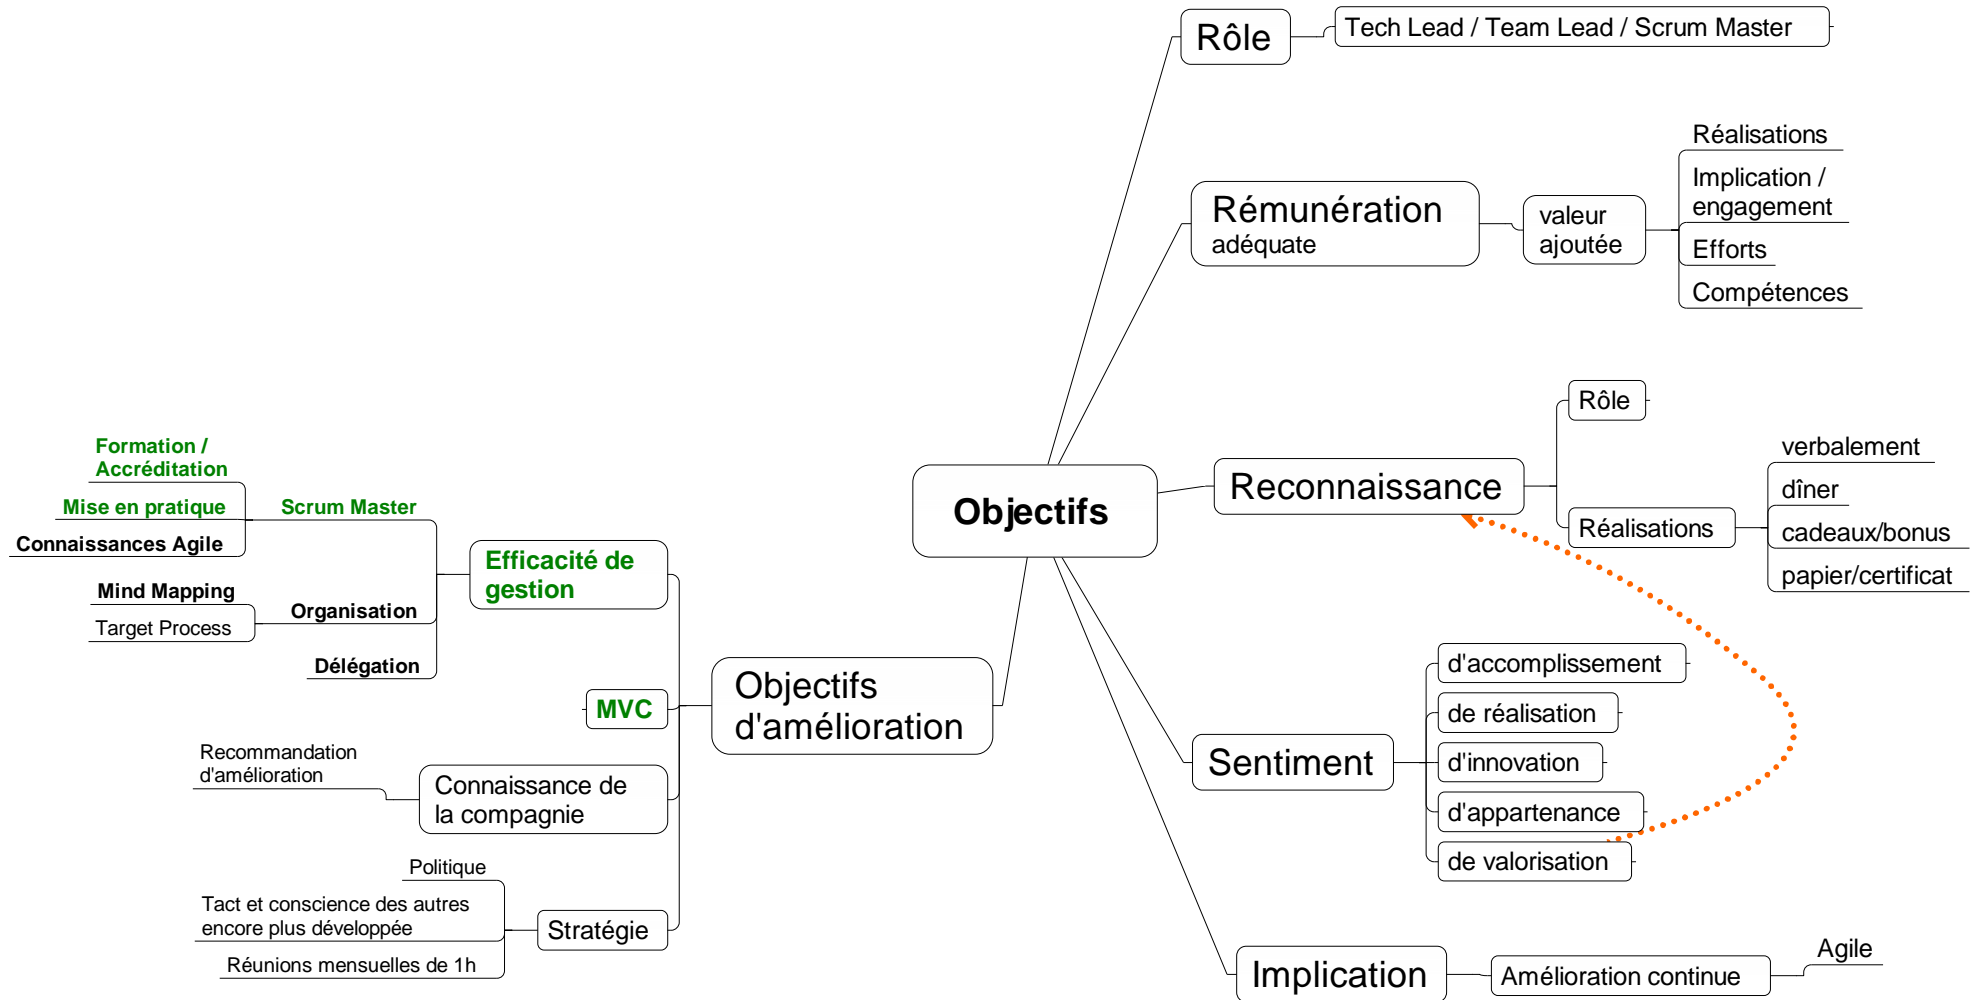 Objectifs
Rôle
Tech Lead / Team Lead / Scrum Master
Rémunération
adéquate
valeur
ajoutée
Réalisations
Implication /
engagement
Efforts
Compétences
Reconnaissance
Rôle
Réalisations
verbalement
dîner
cadeaux/bonus
papier/certificat
Sentiment
d'accomplissement
de réalisation
d'innovation
d'appartenance
de valorisation
Implication
Amélioration continue
Agile
Objectifs
d'amélioration
Efficacité de
gestion
Scrum Master
Formation /
Accréditation
Mise en pratique
Connaissances Agile
Organisation
Mind Mapping
Target Process
Délégation
MVC
Connaissance de
la compagnie
Recommandation
d'amélioration
Stratégie
Politique
Tact et conscience des autres
encore plus développée
Réunions mensuelles de 1h